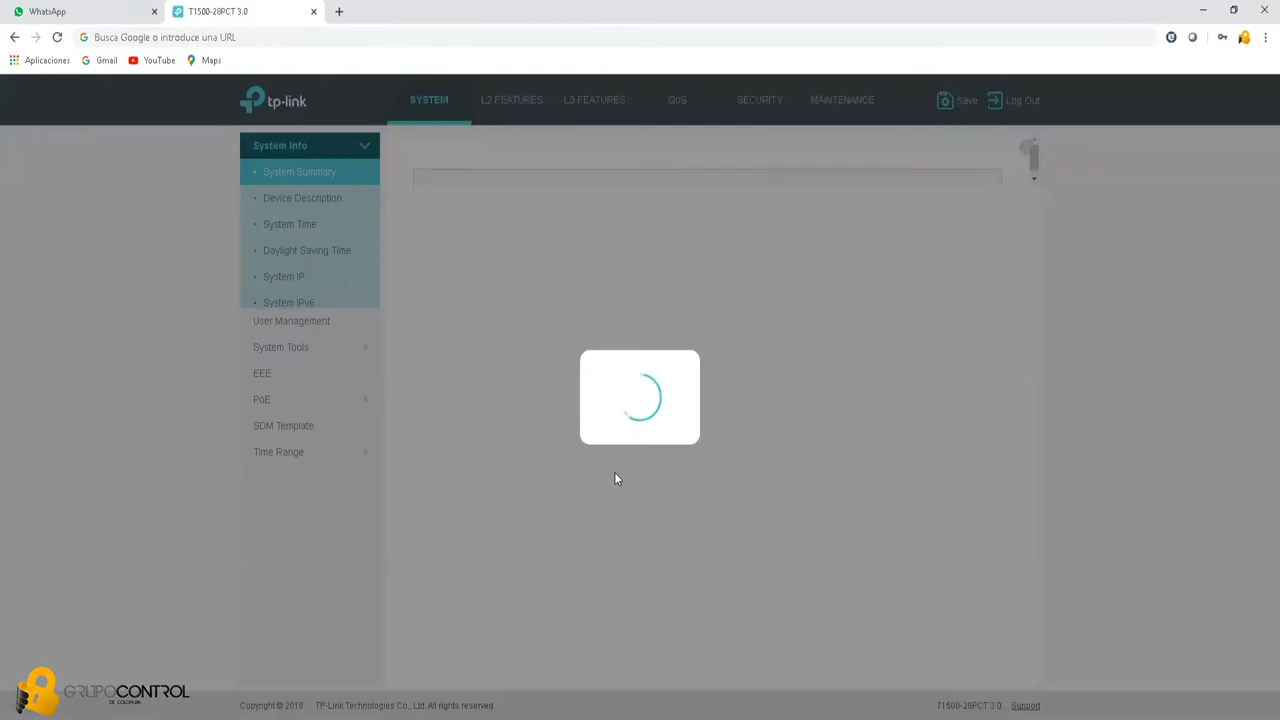 WhatsApp
T1500-28PCT 3.0
Busca Google o introduce una URL
Aplicaciones
Gmail
YouTube
Maps
tp-link
SYSTEM
L2 FEATURES
L3 FEATURES
QoS
SECURITY
MAINTENANCE
Save
Log Out
System Info
System Summary
Device Description
System Time
Daylight Saving Time
System IP
System IPv6
User Management
System Tools
EEE
PoE
SDM Template
Time Range
GRUPOCONTROL
DE COLOMBIA
Copyright © 2018 TP-Link Technologies Co., Ltd. All rights reserved
T1500-28PCT 3.0 Support